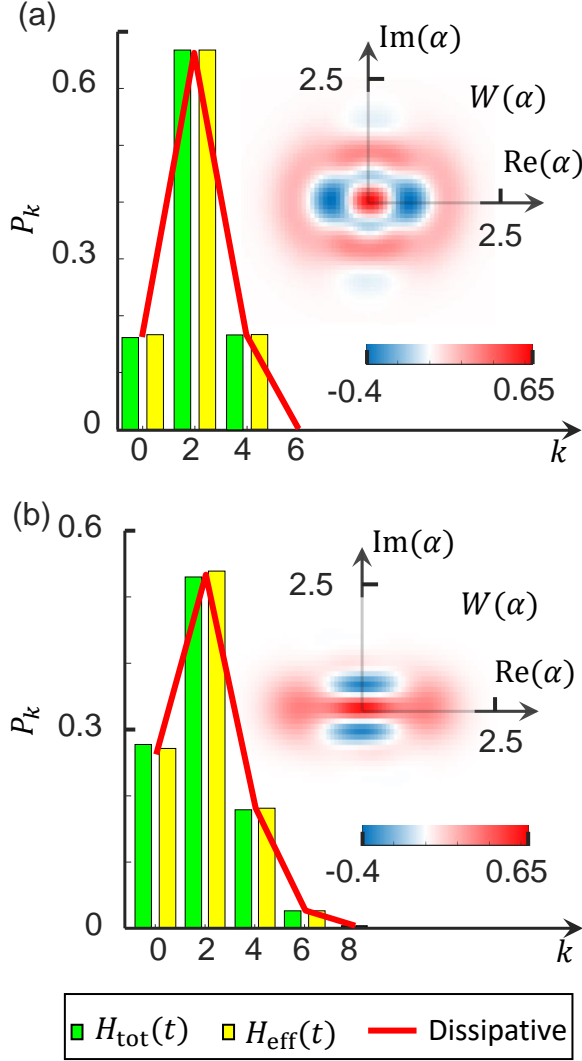 (a)
Im(α)
0.6
2.5
W(α)
Re(α)
P_k
0.3
2.5
-0.4 0.65
0
0 2 4 6 k
(b)
0.6
Im(α)
2.5
W(α)
Re(α)
P_k
0.3
2.5
-0.4 0.65
0
0 2 4 6 8 k
H_tot(t) H_eff(t) Dissipative